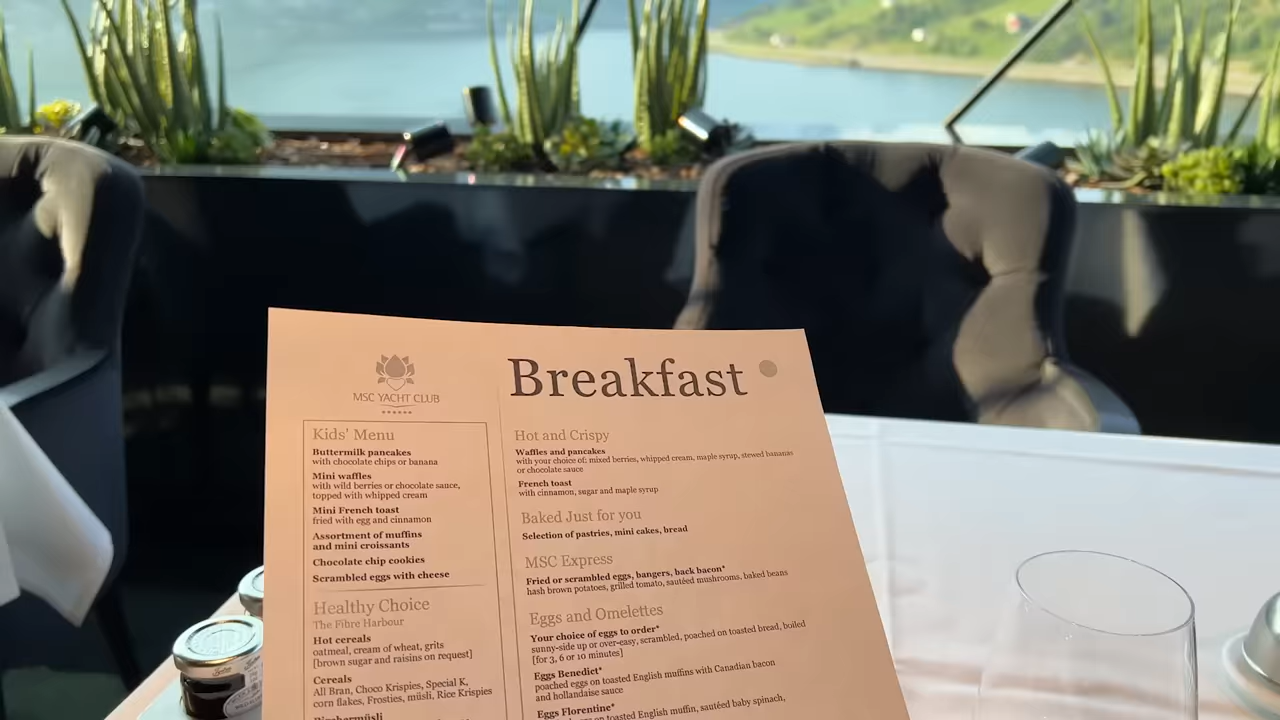 MSC YACHT CLUB
Breakfast
Kids' Menu
Buttermilk pancakes
with chocolate chips or banana
Mini waffles
with wild berries or chocolate sauce,
topped with whipped cream
Mini French toast
fried with egg and cinnamon
Assortment of muffins
and mini croissants
Chocolate chip cookies
Scrambled eggs with cheese
Healthy Choice
The Fibre Harbour
Hot cereals
oatmeal, cream of wheat, grits
[brown sugar and raisins on request]
Cereals
All Bran, Choco Krispies, Special K,
corn flakes, Frosties, müsli, Rice Krispies
Hot and Crispy
Waffles and pancakes
with your choice of: mixed berries, whipped cream, maple syrup, stewed bananas
or chocolate sauce
French toast
with cinnamon, sugar and maple syrup
Baked Just for you
Selection of pastries, mini cakes, bread
MSC Express
Fried or scrambled eggs, bangers, back bacon*
hash brown potatoes, grilled tomato, sautéed mushrooms, baked beans
Eggs and Omelettes
Your choice of eggs to order*
sunny-side up or over-easy, scrambled, poached on toasted bread, boiled
[for 3, 6 or 10 minutes]
Eggs Benedict*
poached eggs on toasted English muffins with Canadian bacon
and hollandaise sauce
Eggs Florentine*
on toasted English muffin, sautéed baby spinach,